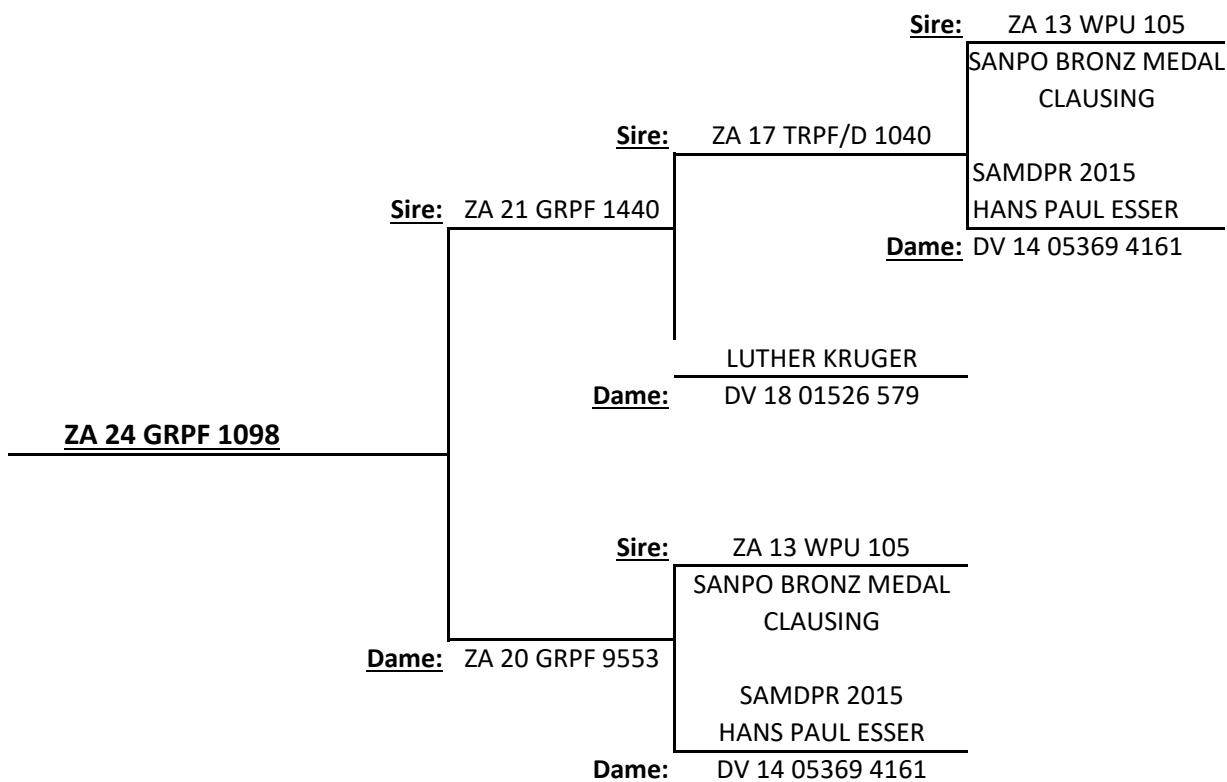 Sire: ZA 13 WPU 105
SANPO BRONZ MEDAL
CLAUSING
Sire: ZA 17 TRPF/D 1040
SAMDPR 2015
Sire: ZA 21 GRPF 1440
HANS PAUL ESSER
Dame: DV 14 05369 4161
LUTHER KRUGER
Dame: DV 18 01526 579
ZA 24 GRPF 1098
Sire: ZA 13 WPU 105
SANPO BRONZ MEDAL
CLAUSING
Dame: ZA 20 GRPF 9553
SAMDPR 2015
HANS PAUL ESSER
Dame: DV 14 05369 4161